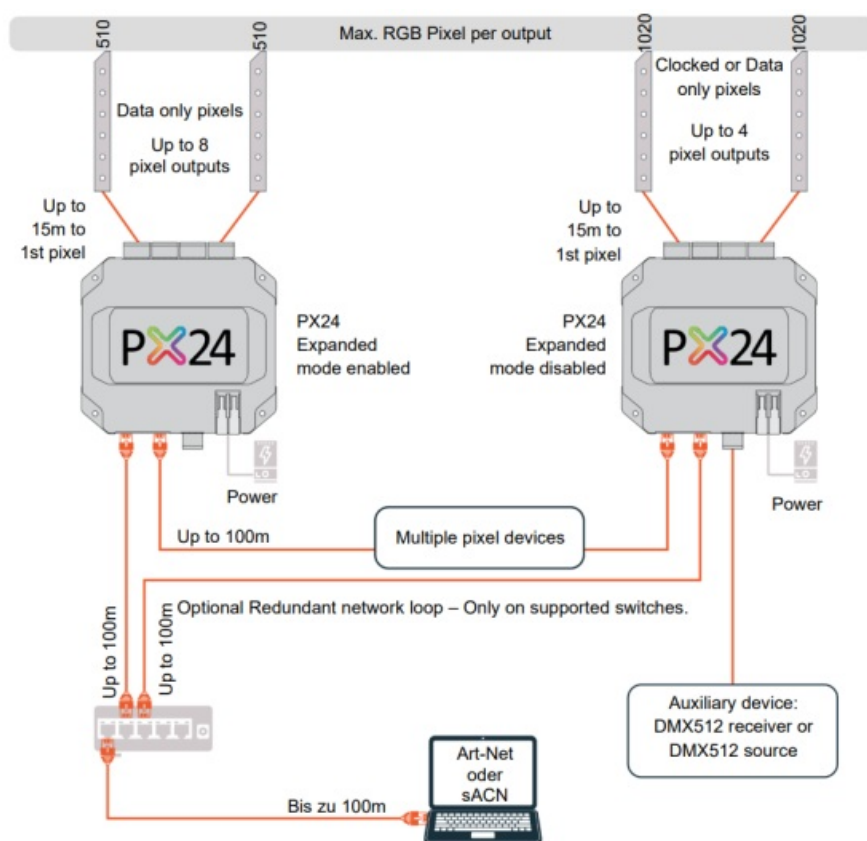 Max. RGB Pixel per output
510
510
1020
1020
Data only pixels
Up to 8
pixel outputs
Clocked or Data
only pixels
Up to 4
pixel outputs
Up to
15m to
1st pixel
Up to
15m to
1st pixel
PX24
PX24
Expanded
mode enabled
PX24
Expanded
mode disabled
PX24
LO
Power
LO
Power
Up to 100m
Multiple pixel devices
Optional Redundant network loop – Only on supported switches.
Up to 100m
Up to 100m
Auxiliary device:
DMX512 receiver or
DMX512 source
Art-Net
oder
sACN
Bis zu 100m